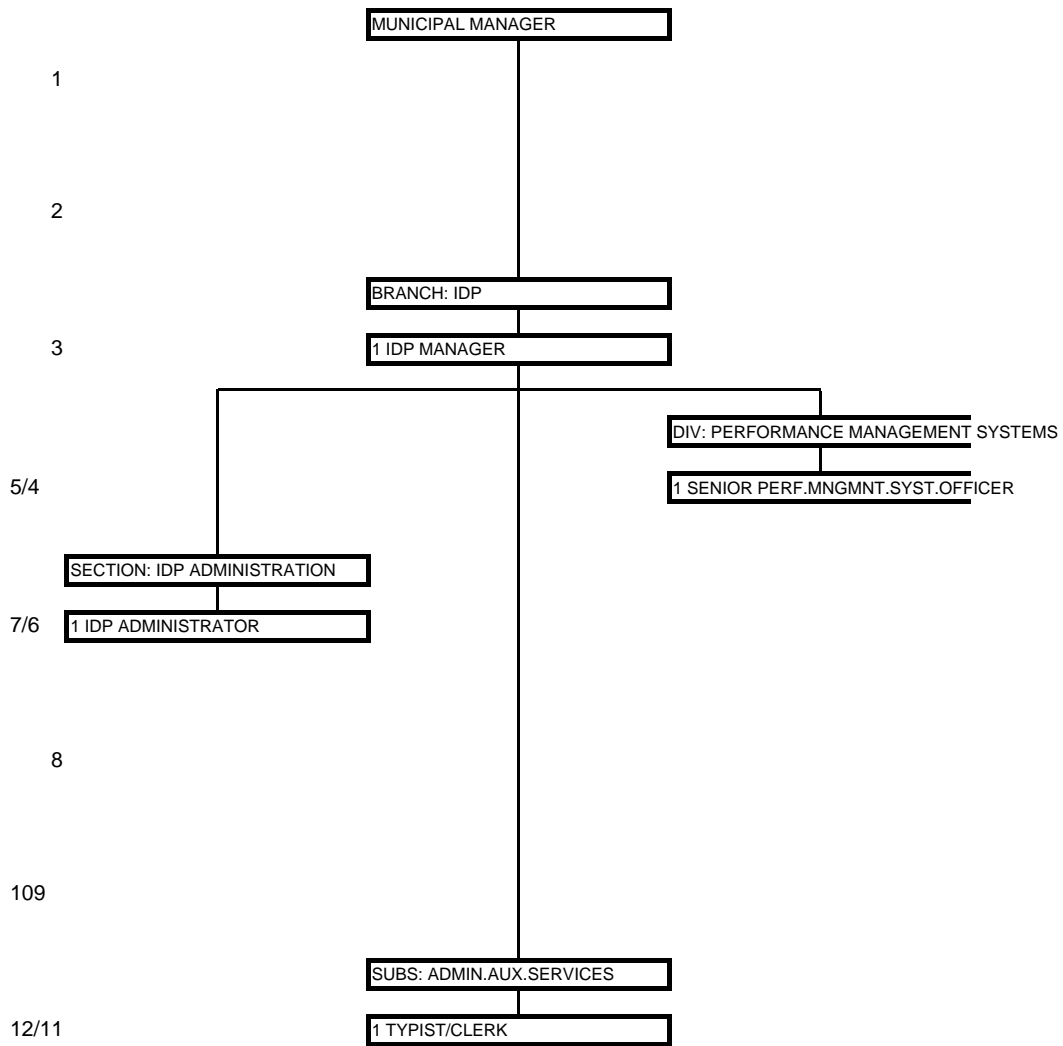 MUNICIPAL MANAGER
1
2
BRANCH: IDP
3
1 IDP MANAGER
DIV: PERFORMANCE MANAGEMENT SYSTEMS
5/4
1 SENIOR PERF.MNGMNT.SYST.OFFICER
SECTION: IDP ADMINISTRATION
7/6
1 IDP ADMINISTRATOR
8
109
SUBS: ADMIN.AUX.SERVICES
12/11
1 TYPIST/CLERK